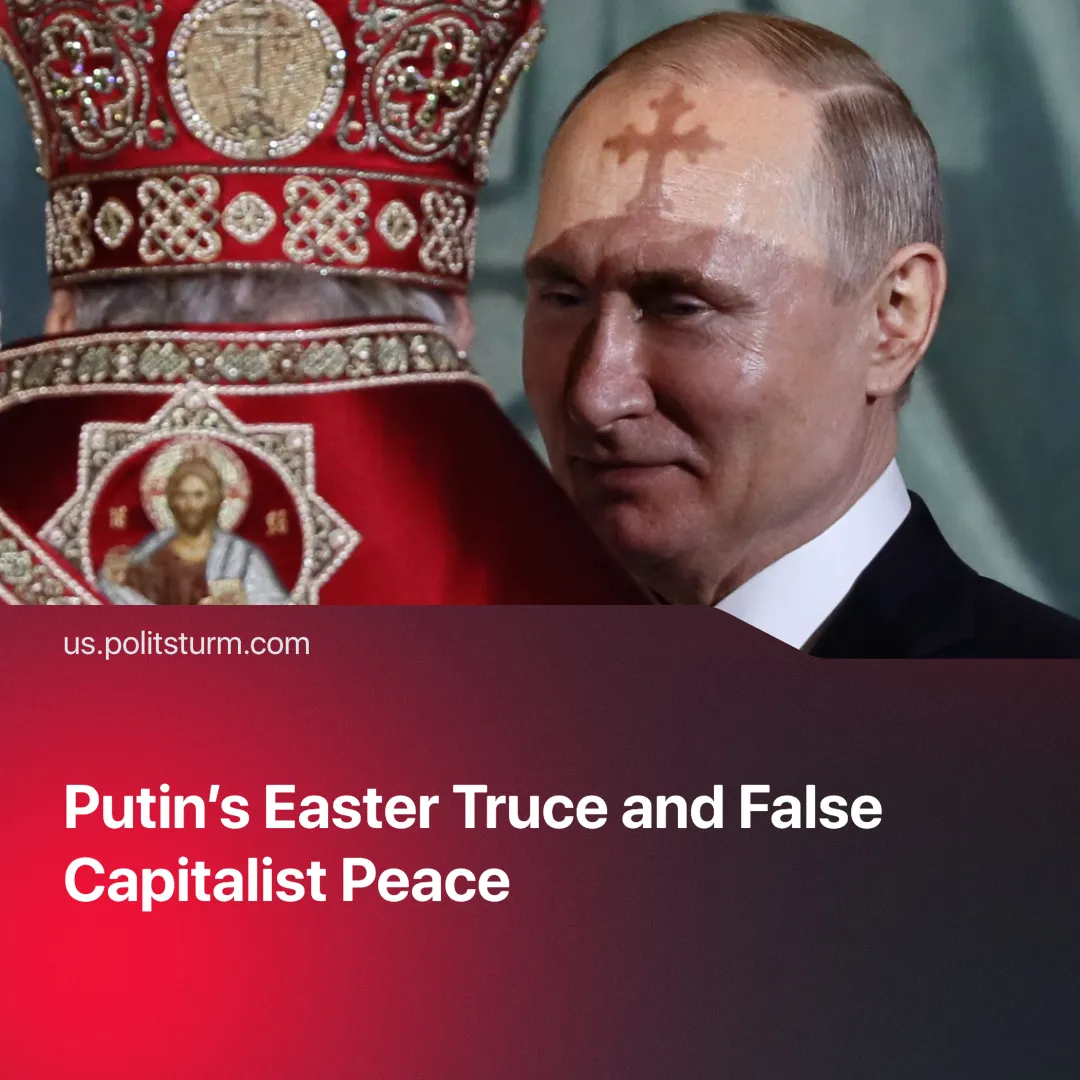 us.politsturm.com
Putin’s Easter Truce and False
Capitalist Peace